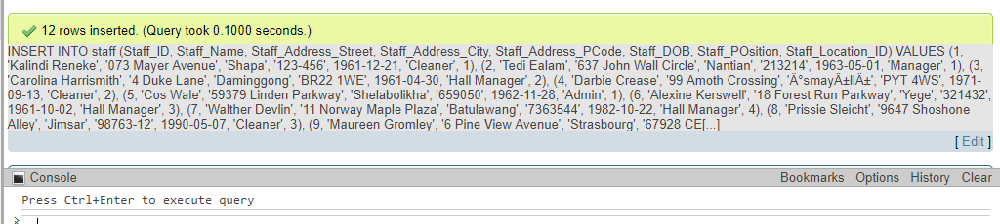 12 rows inserted. (Query took 0.1000 seconds.)
INSERT INTO staff (Staff_ID, Staff_Name, Staff_Address_Street, Staff_Address_City, Staff_Address_PCode, Staff_DOB, Staff_POsition, Staff_Location_ID) VALUES (1,
'Kalindi Reneke', '073 Mayer Avenue', 'Shapa', '123-456', 1961-12-21, 'Cleaner', 1), (2, 'Tedi Ealam', '637 John Wall Circle', 'Nantian', '213214', 1963-05-01, 'Manager', 1), (3,
'Carolina Harrismith', '4 Duke Lane', 'Daminggong', 'BR22 1WE', 1961-04-30, 'Hall Manager', 2), (4, 'Darbie Crease', '99 Amoth Crossing', 'Ä°smayÄ±llÄ±', 'PYT 4WS', 1971-
09-13, 'Cleaner', 2), (5, 'Cos Wale', '59379 Linden Parkway', 'Shelabolikha', '659050', 1962-11-28, 'Admin', 1), (6, 'Alexine Kerswell', '18 Forest Run Parkway', 'Yege', '321432',
1961-10-02, 'Hall Manager', 3), (7, 'Walther Devlin', '11 Norway Maple Plaza', 'Batulawang', '7363544', 1982-10-22, 'Hall Manager', 4), (8, 'Prissie Sleicht', '9647 Shoshone
Alley', 'Jimsar', '98763-12', 1990-05-07, 'Cleaner', 3), (9, 'Maureen Gromley', '6 Pine View Avenue', 'Strasbourg', '67928 CE[...]
[ Edit ]
Console Bookmarks Options History Clear
Press Ctrl+Enter to execute query
>